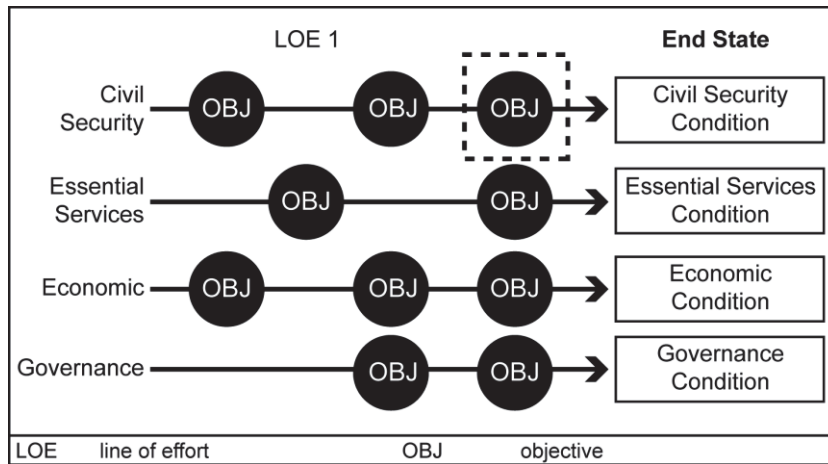 LOE 1
End State
Civil
Security
OBJ
OBJ
OBJ
Civil Security
Condition
Essential
Services
OBJ
OBJ
Essential Services
Condition
Economic
OBJ
OBJ
OBJ
Economic
Condition
Governance
OBJ
OBJ
Governance
Condition
LOE line of effort OBJ objective